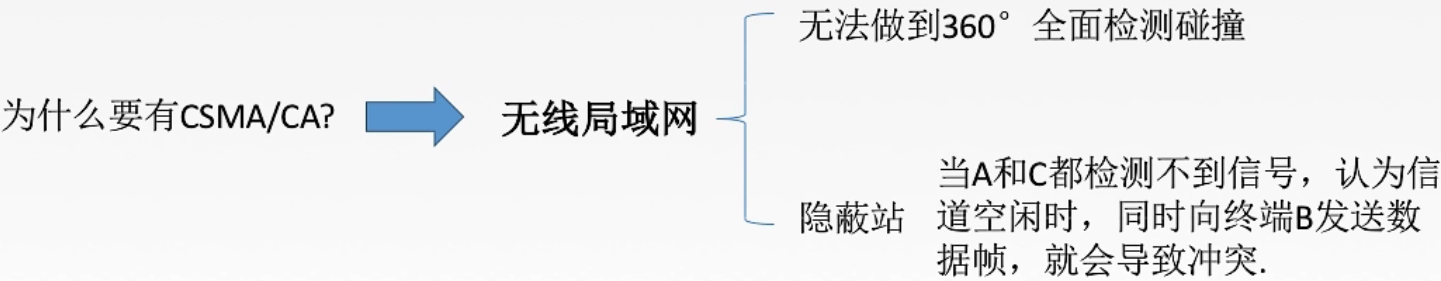 无法做到360°全面检测碰撞
为什么要有CSMA/CA?
无线局域网
隐蔽站
当A和C都检测不到信号，认为信
道空闲时，同时向终端B发送数
据帧，就会导致冲突.